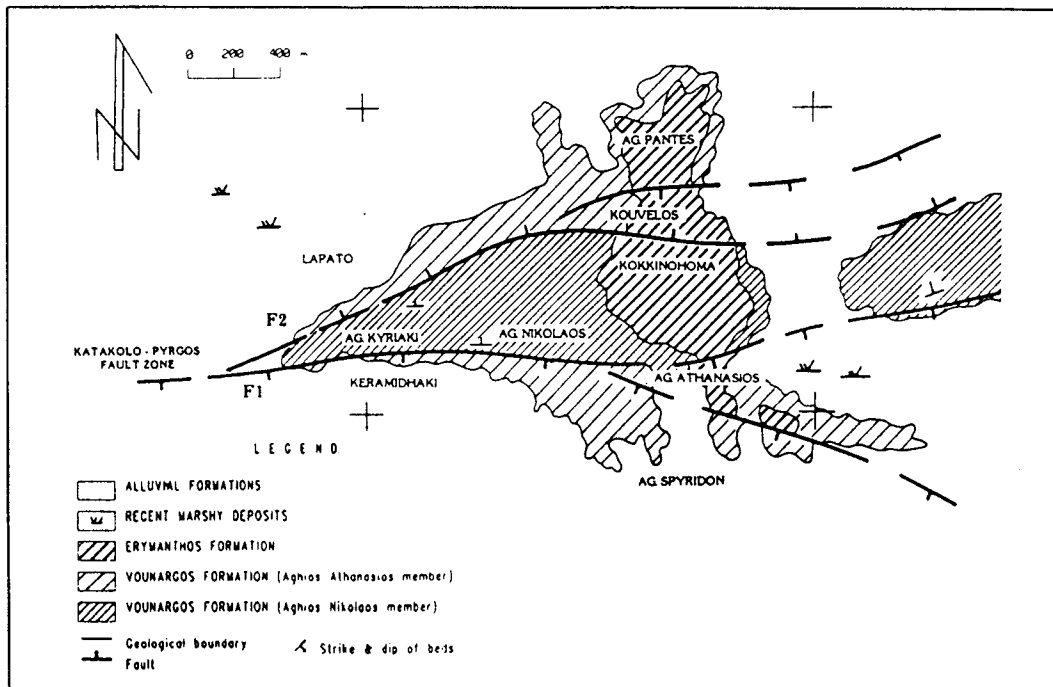 0 200 400 m
AG. PANTES
KOUVELOS
LAPATO
KOKKINOHOMA
F2
AG. KYRIAKI
AG. NIKOLAOS
KATAKOLO - PYRGOS
FAULT ZONE
F1
KERAMIDHAKI
AG. ATHANASIOS
AG. SPYRIDON
LEGEND
ALLUVIAL FORMATIONS
RECENT MARSHY DEPOSITS
ERYMANTHOS FORMATION
VOUNARGOS FORMATION (Aghios Athanasios member)
VOUNARGOS FORMATION (Aghios Nikolaos member)
Geological boundary
Fault
Strike & dip of beds